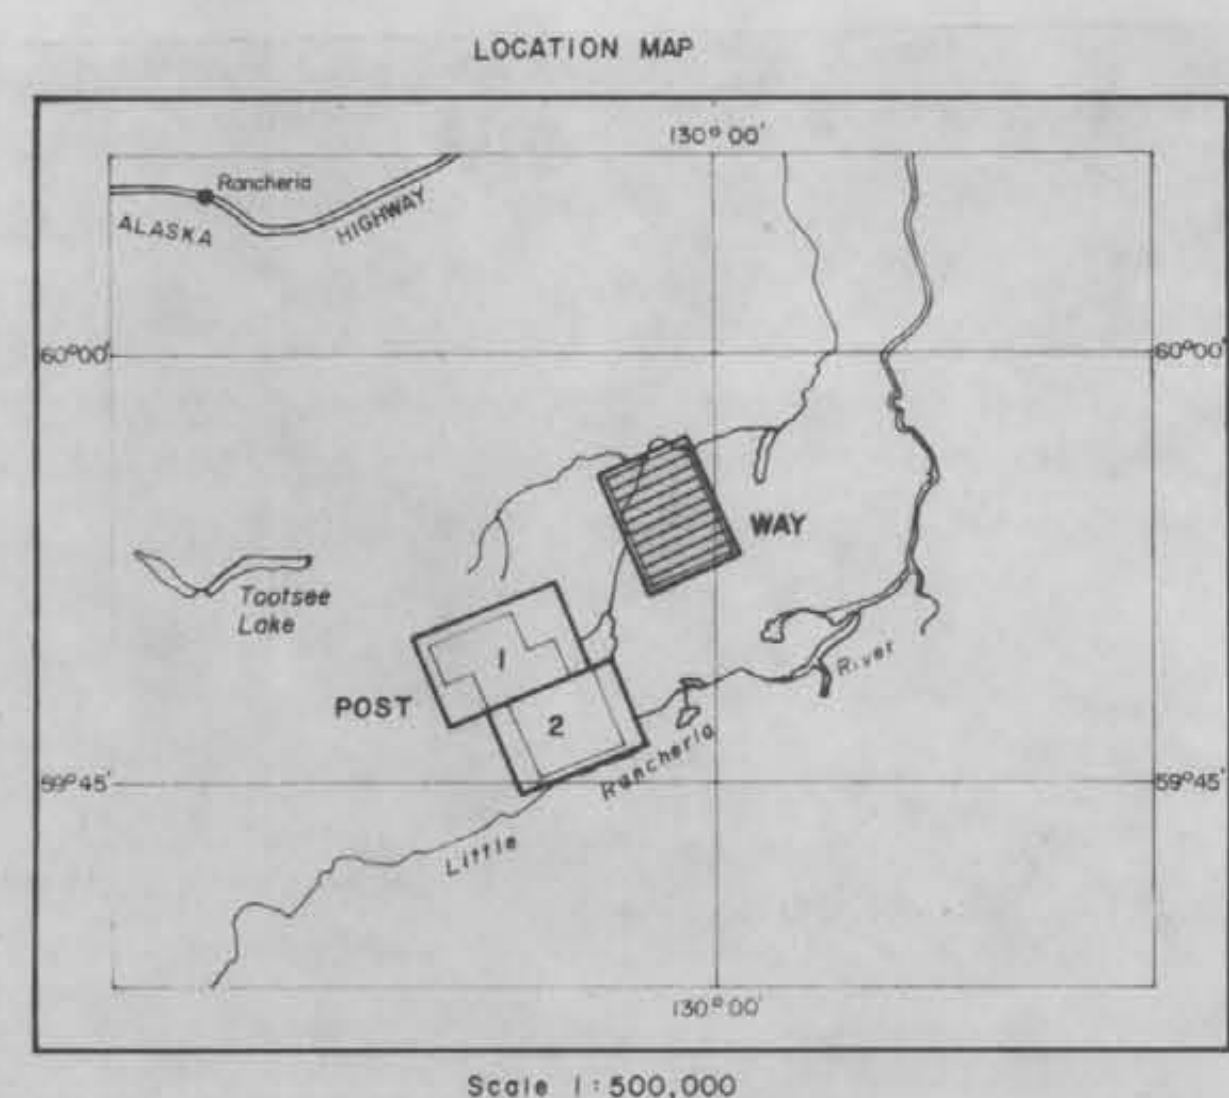 LOCATION MAP
130° 00'
Rancheria
ALASKA HIGHWAY
60° 00'
60° 00'
WAY
Tootsee
Lake
1
POST
2
River
59° 45'
59° 45'
Little Rancheria
130° 00'
Scale 1:500,000